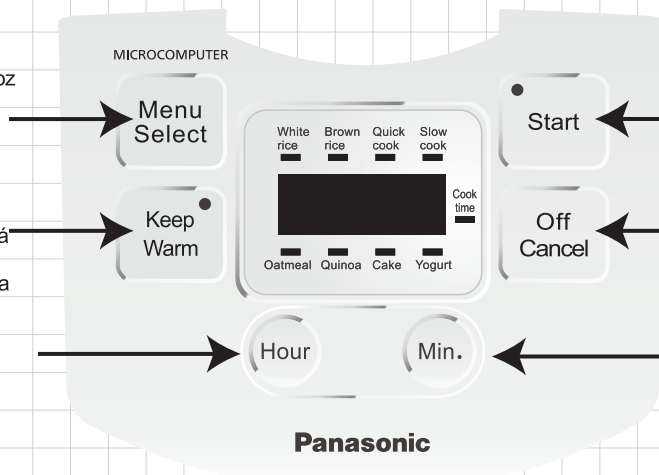 MICROCOMPUTER
oz
Menu
Select
Start
White
rice
Brown
rice
Quick
cook
Slow
cook
Cook
time
Keep
Warm
á
a
Off
Cancel
Oatmeal
Quinoa
Cake
Yogurt
Hour
Min.
Panasonic